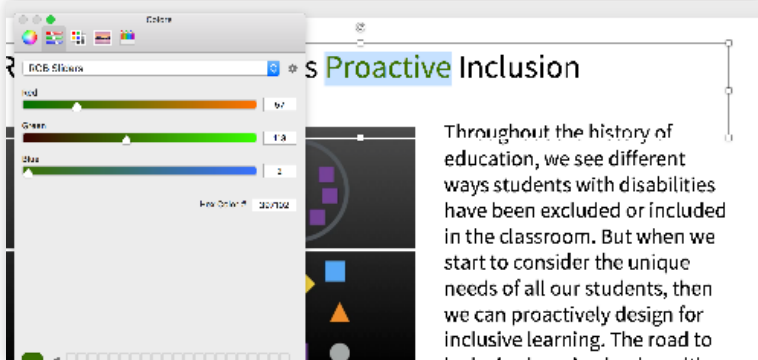 Colors
RGB Sliders
s Proactive Inclusion
Red
Green
Blue
Hex Color #
Throughout the history of
education, we see different
ways students with disabilities
have been excluded or included
in the classroom. But when we
start to consider the unique
needs of all our students, then
we can proactively design for
inclusive learning. The road to